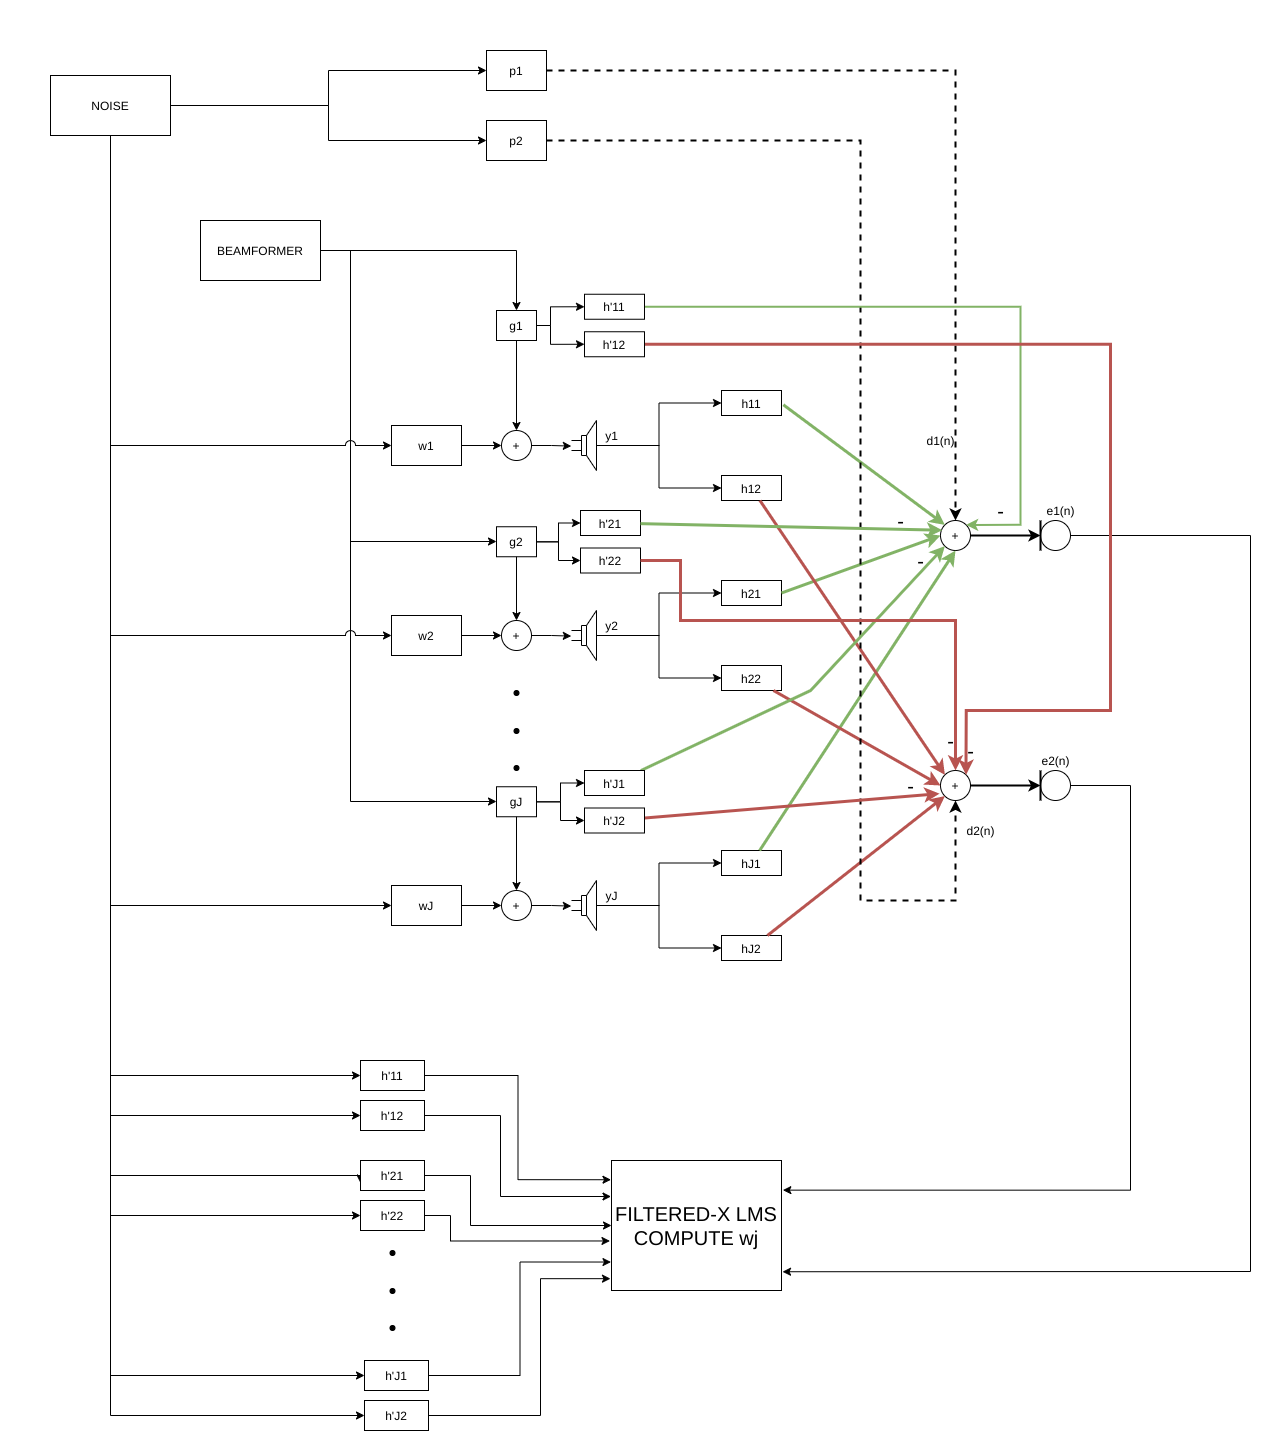 p1
NOISE
p2
BEAMFORMER
h'11
g1
h'12
h11
w1
+
y1
d1(n)
h12
-
-
e1(n)
h'21
g2
+
h'22
-
h21
w2
+
y2
h22
-
-
e2(n)
h'J1
gJ
-
+
h'J2
d2(n)
hJ1
wJ
+
yJ
hJ2
h'11
h'12
h'21
h'22
FILTERED-X LMS
COMPUTE wj
h'J1
h'J2